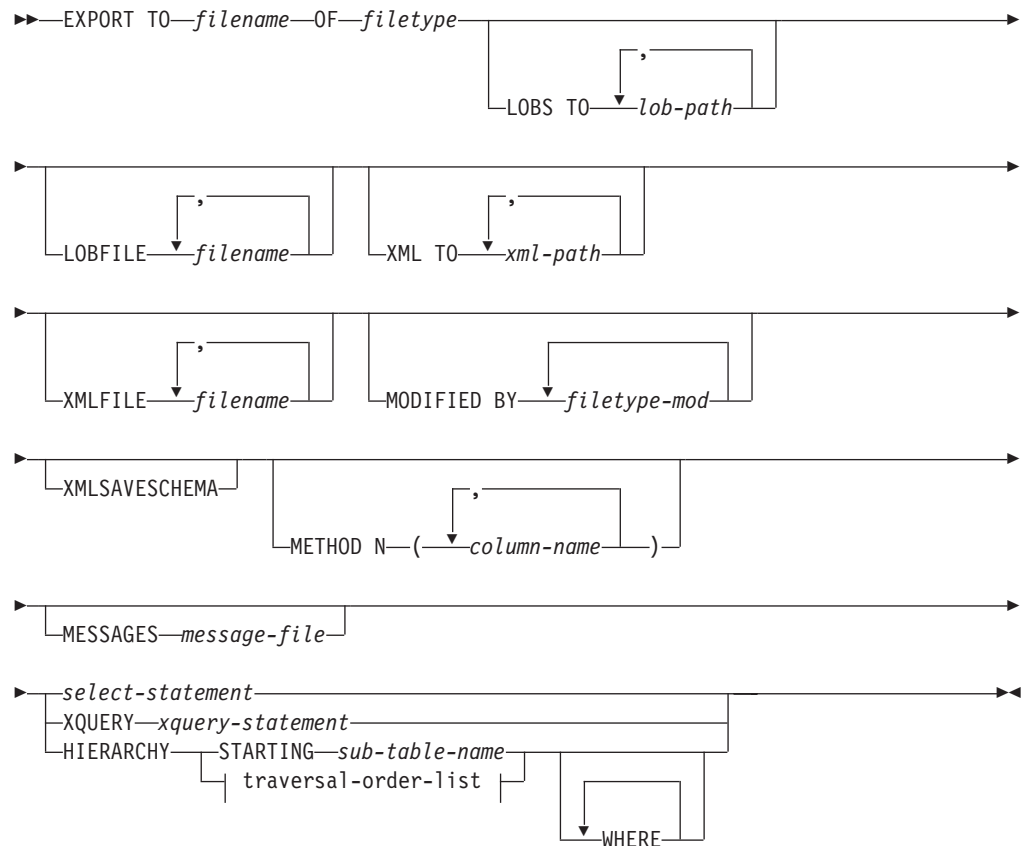 EXPORT TO filename OF filetype
,
LOBS TO lob-path
, ,
LOBFILE filename XML TO xml-path
,
XMLFILE filename MODIFIED BY filetype-mod
XMLSAVESCHEMA
,
METHOD N ( column-name )
MESSAGES message-file
select-statement
XQUERY xquery-statement
HIERARCHY STARTING sub-table-name
traversal-order-list
WHERE